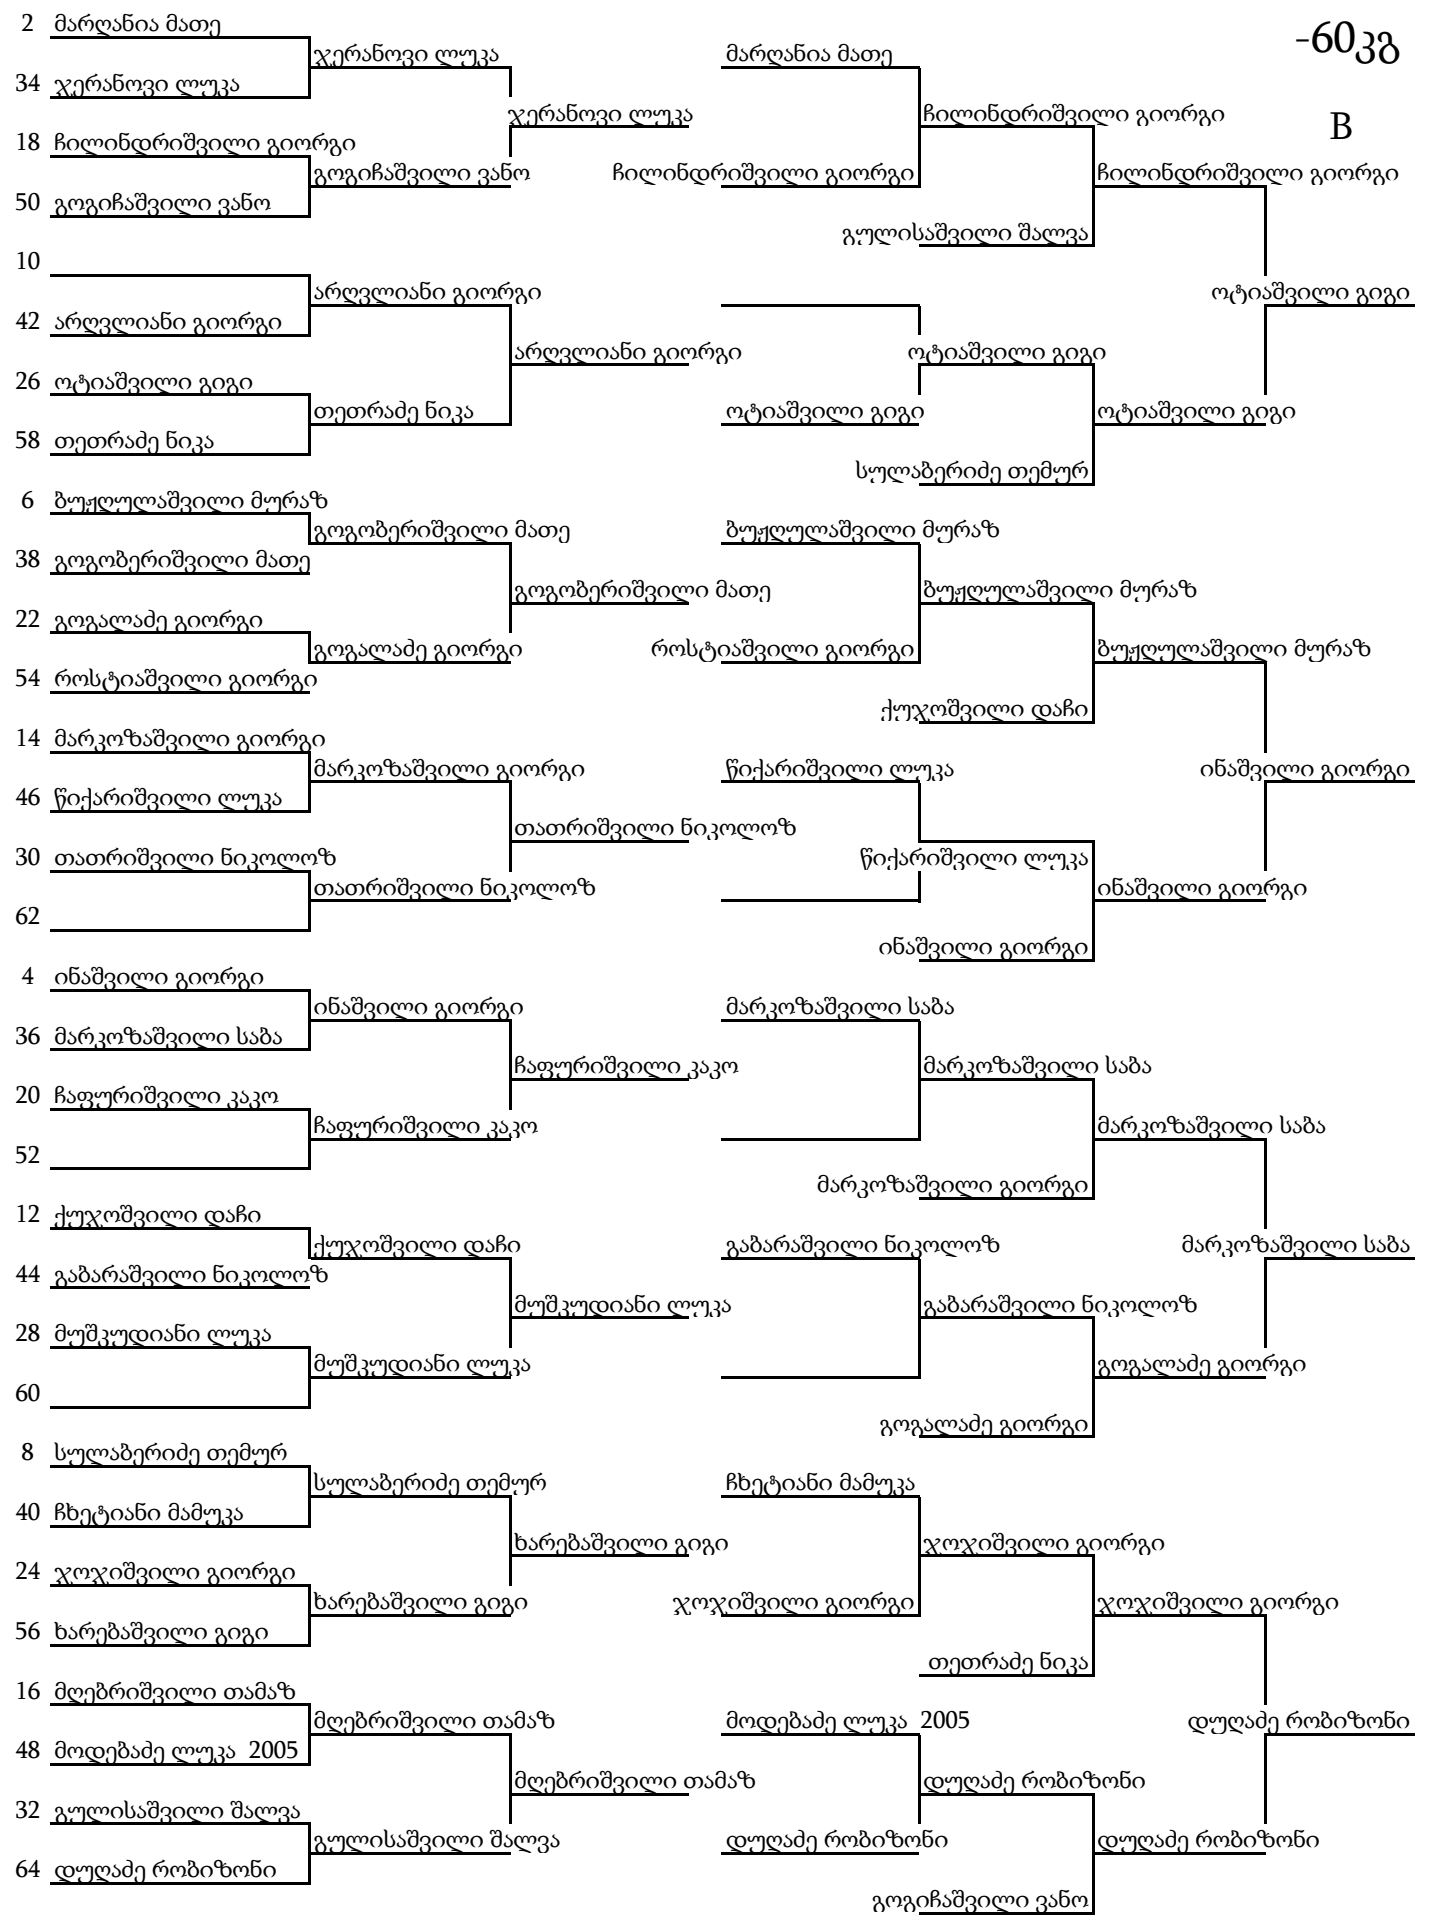 2 მარღანია მათე
ჯერანოვი ლუკა
მარღანია მათე
-60კგ
34 ჯერანოვი ლუკა
ჯერანოვი ლუკა
ჩილინდრიშვილი გიორგი
B
18 ჩილინდრიშვილი გიორგი
გოგიჩაშვილი ვანო
ჩილინდრიშვილი გიორგი
ჩილინდრიშვილი გიორგი
50 გოგიჩაშვილი ვანო
გულისაშვილი შალვა
10
არღვლიანი გიორგი
ოტიაშვილი გიგი
42 არღვლიანი გიორგი
არღვლიანი გიორგი
ოტიაშვილი გიგი
26 ოტიაშვილი გიგი
თეთრაძე ნიკა
ოტიაშვილი გიგი
ოტიაშვილი გიგი
58 თეთრაძე ნიკა
სულაბერიძე თემურ
6 ბუჟღულაშვილი მურაზ
გოგობერიშვილი მათე
ბუჟღულაშვილი მურაზ
38 გოგობერიშვილი მათე
გოგობერიშვილი მათე
ბუჟღულაშვილი მურაზ
22 გოგალაძე გიორგი
გოგალაძე გიორგი
როსტიაშვილი გიორგი
ბუჟღულაშვილი მურაზ
54 როსტიაშვილი გიორგი
ქუჯოშვილი დაჩი
14 მარკოზაშვილი გიორგი
მარკოზაშვილი გიორგი
წიქარიშვილი ლუკა
ინაშვილი გიორგი
46 წიქარიშვილი ლუკა
თათრიშვილი ნიკოლოზ
30 თათრიშვილი ნიკოლოზ
წიქარიშვილი ლუკა
თათრიშვილი ნიკოლოზ
ინაშვილი გიორგი
62
ინაშვილი გიორგი
4 ინაშვილი გიორგი
ინაშვილი გიორგი
მარკოზაშვილი საბა
36 მარკოზაშვილი საბა
ჩაფურიშვილი კაკო
მარკოზაშვილი საბა
20 ჩაფურიშვილი კაკო
ჩაფურიშვილი კაკო
მარკოზაშვილი საბა
52
მარკოზაშვილი გიორგი
12 ქუჯოშვილი დაჩი
ქუჯოშვილი დაჩი
გაბარაშვილი ნიკოლოზ
მარკოზაშვილი საბა
44 გაბარაშვილი ნიკოლოზ
მუშკუდიანი ლუკა
გაბარაშვილი ნიკოლოზ
28 მუშკუდიანი ლუკა
მუშკუდიანი ლუკა
გოგალაძე გიორგი
60
გოგალაძე გიორგი
8 სულაბერიძე თემურ
სულაბერიძე თემურ
ჩხეტიანი მამუკა
40 ჩხეტიანი მამუკა
ხარებაშვილი გიგი
ჯოჯიშვილი გიორგი
24 ჯოჯიშვილი გიორგი
ხარებაშვილი გიგი
ჯოჯიშვილი გიორგი
ჯოჯიშვილი გიორგი
56 ხარებაშვილი გიგი
თეთრაძე ნიკა
16 მღებრიშვილი თამაზ
მღებრიშვილი თამაზ
მოდებაძე ლუკა 2005
დუღაძე რობიზონი
48 მოდებაძე ლუკა 2005
მღებრიშვილი თამაზ
დუღაძე რობიზონი
32 გულისაშვილი შალვა
გულისაშვილი შალვა
დუღაძე რობიზონი
დუღაძე რობიზონი
64 დუღაძე რობიზონი
გოგიჩაშვილი ვანო